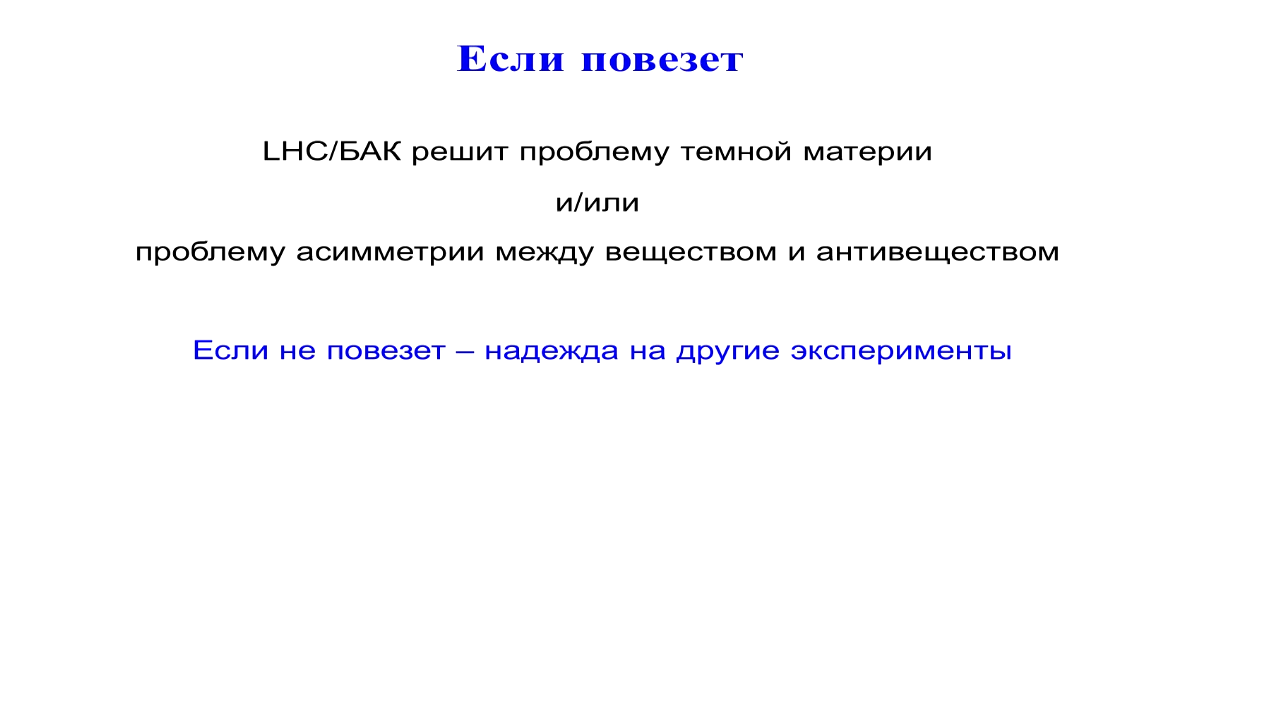 Если повезет
LHC/БАК решит проблему темной материи
и/или
проблему асимметрии между веществом и антивеществом
Если не повезет – надежда на другие эксперименты